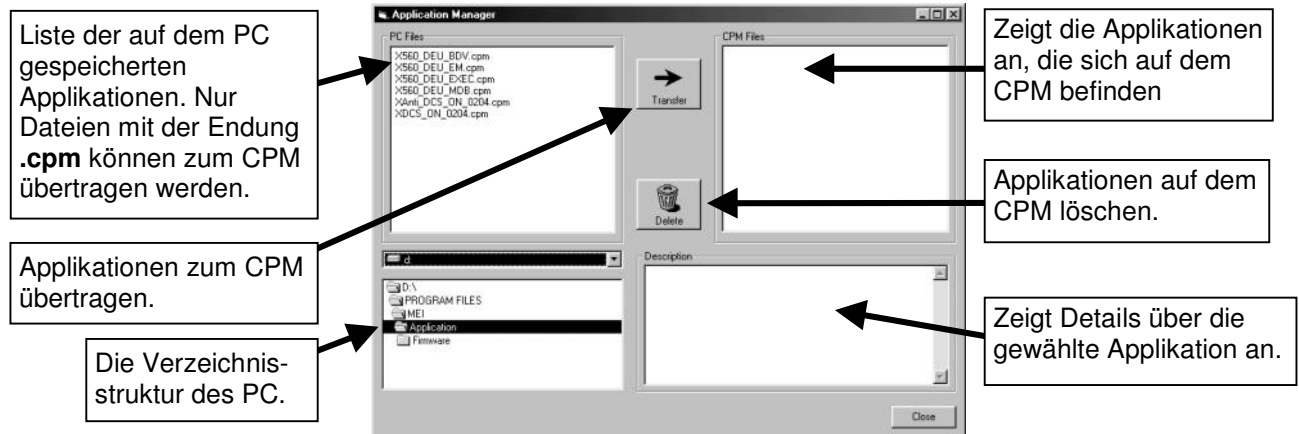 Liste der auf dem PC
gespeicherten
Applikationen. Nur
Dateien mit der Endung
.cpm können zum CPM
übertragen werden.
Applikationen zum CPM
übertragen.
Die Verzeichnis-
struktur des PC.
Application Manager
PC Files
X560_DEU_BDV.cpm
X560_DEU_EM.cpm
X560_DEU_EXEC.cpm
X560_DEU_MDB.cpm
XAnti_DCS_ON_0204.cpm
XDCS_ON_0204.cpm
Transfer
Delete
CPM Files
d:
D:\
PROGRAM FILES
MEI
Application
Firmware
Description
Close
Zeigt die Applikationen
an, die sich auf dem
CPM befinden
Applikationen auf dem
CPM löschen.
Zeigt Details über die
gewählte Applikation an.